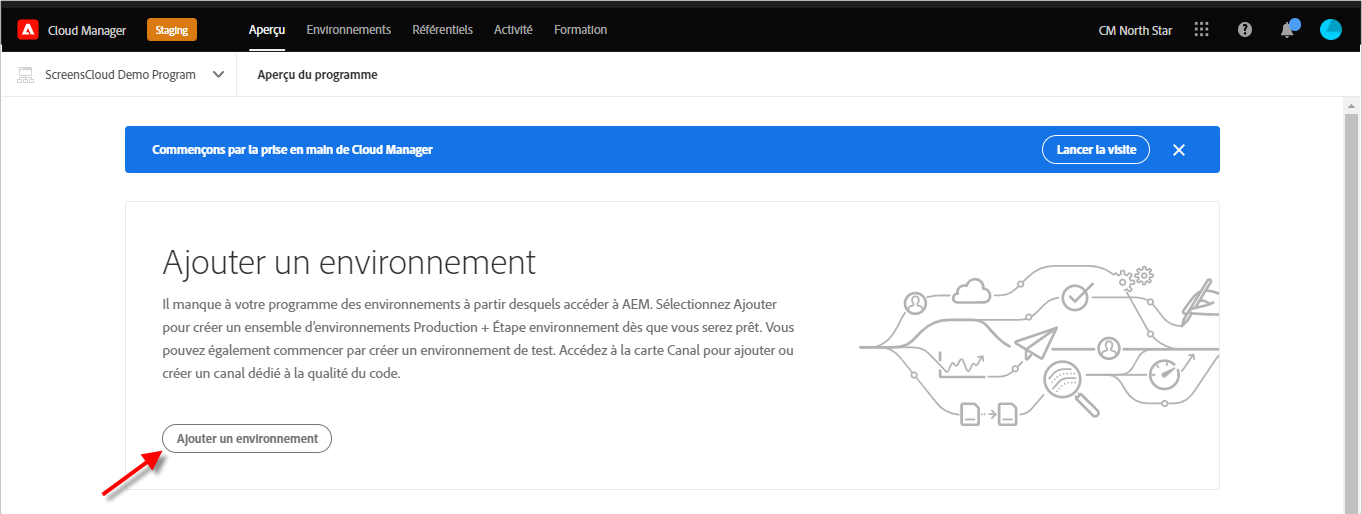 Cloud Manager Staging Aperçu Environnements Référentiels Activité Formation CM North Star
ScreensCloud Demo Program Aperçu du programme
Commençons par la prise en main de Cloud Manager Lancer la visite
Ajouter un environnement
Il manque à votre programme des environnements à partir desquels accéder à AEM. Sélectionnez Ajouter
pour créer un ensemble d'environnements Production + Étape environnement dès que vous serez prêt. Vous
pouvez également commencer par créer un environnement de test. Accédez à la carte Canal pour ajouter ou
créer un canal dédié à la qualité du code.
Ajouter un environnement